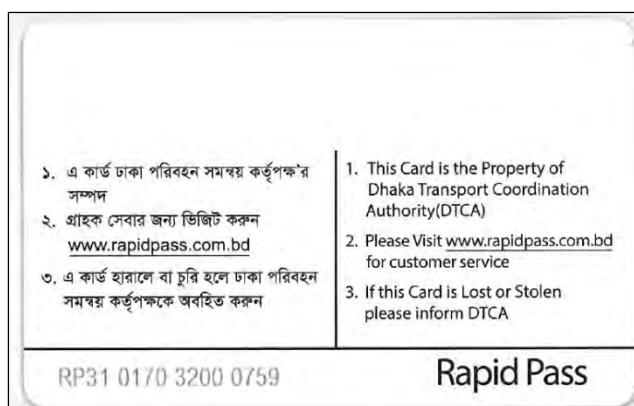 ১. এ কার্ড ঢাকা পরিবহন সমন্বয় কর্তৃপক্ষ'র
সম্পদ
২. গ্রাহক সেবার জন্য ভিজিট করুন
www.rapidpass.com.bd
৩. এ কার্ড হারালে বা চুরি হলে ঢাকা পরিবহন
সমন্বয় কর্তৃপক্ষকে অবহিত করুন
1. This Card is the Property of
Dhaka Transport Coordination
Authority(DTCA)
2. Please Visit www.rapidpass.com.bd
for customer service
3. If this Card is Lost or Stolen
please inform DTCA
RP31 0170 3200 0759
Rapid Pass